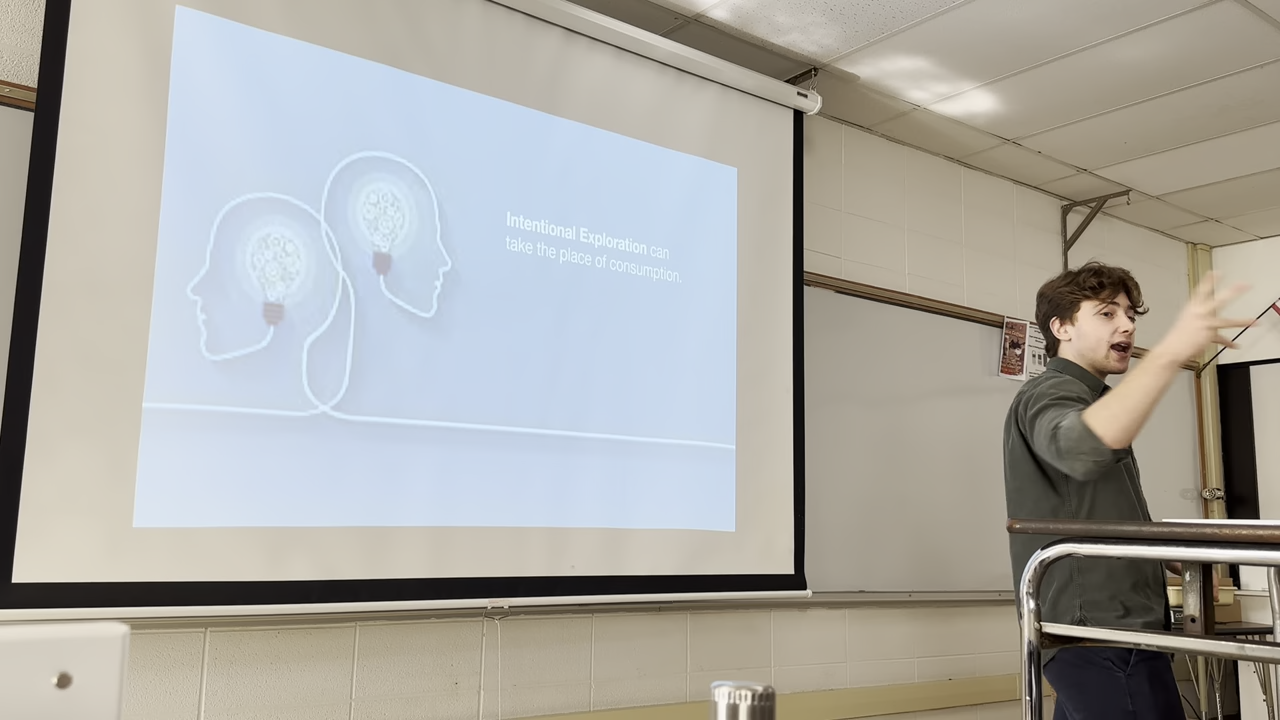 Intentional Exploration can
take the place of consumption.